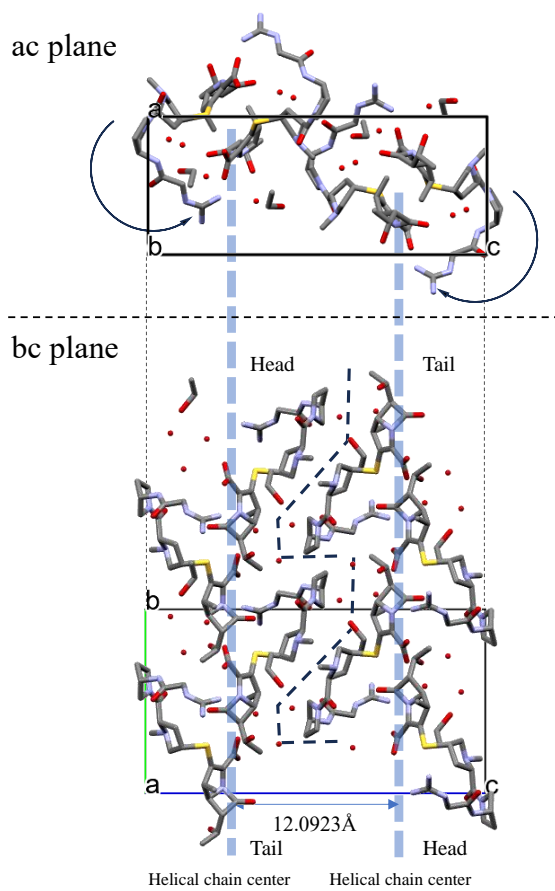 ac plane
a
b
c
bc plane
Head
Tail
b
a
c
12.0923Å
Tail
Head
Helical chain center
Helical chain center